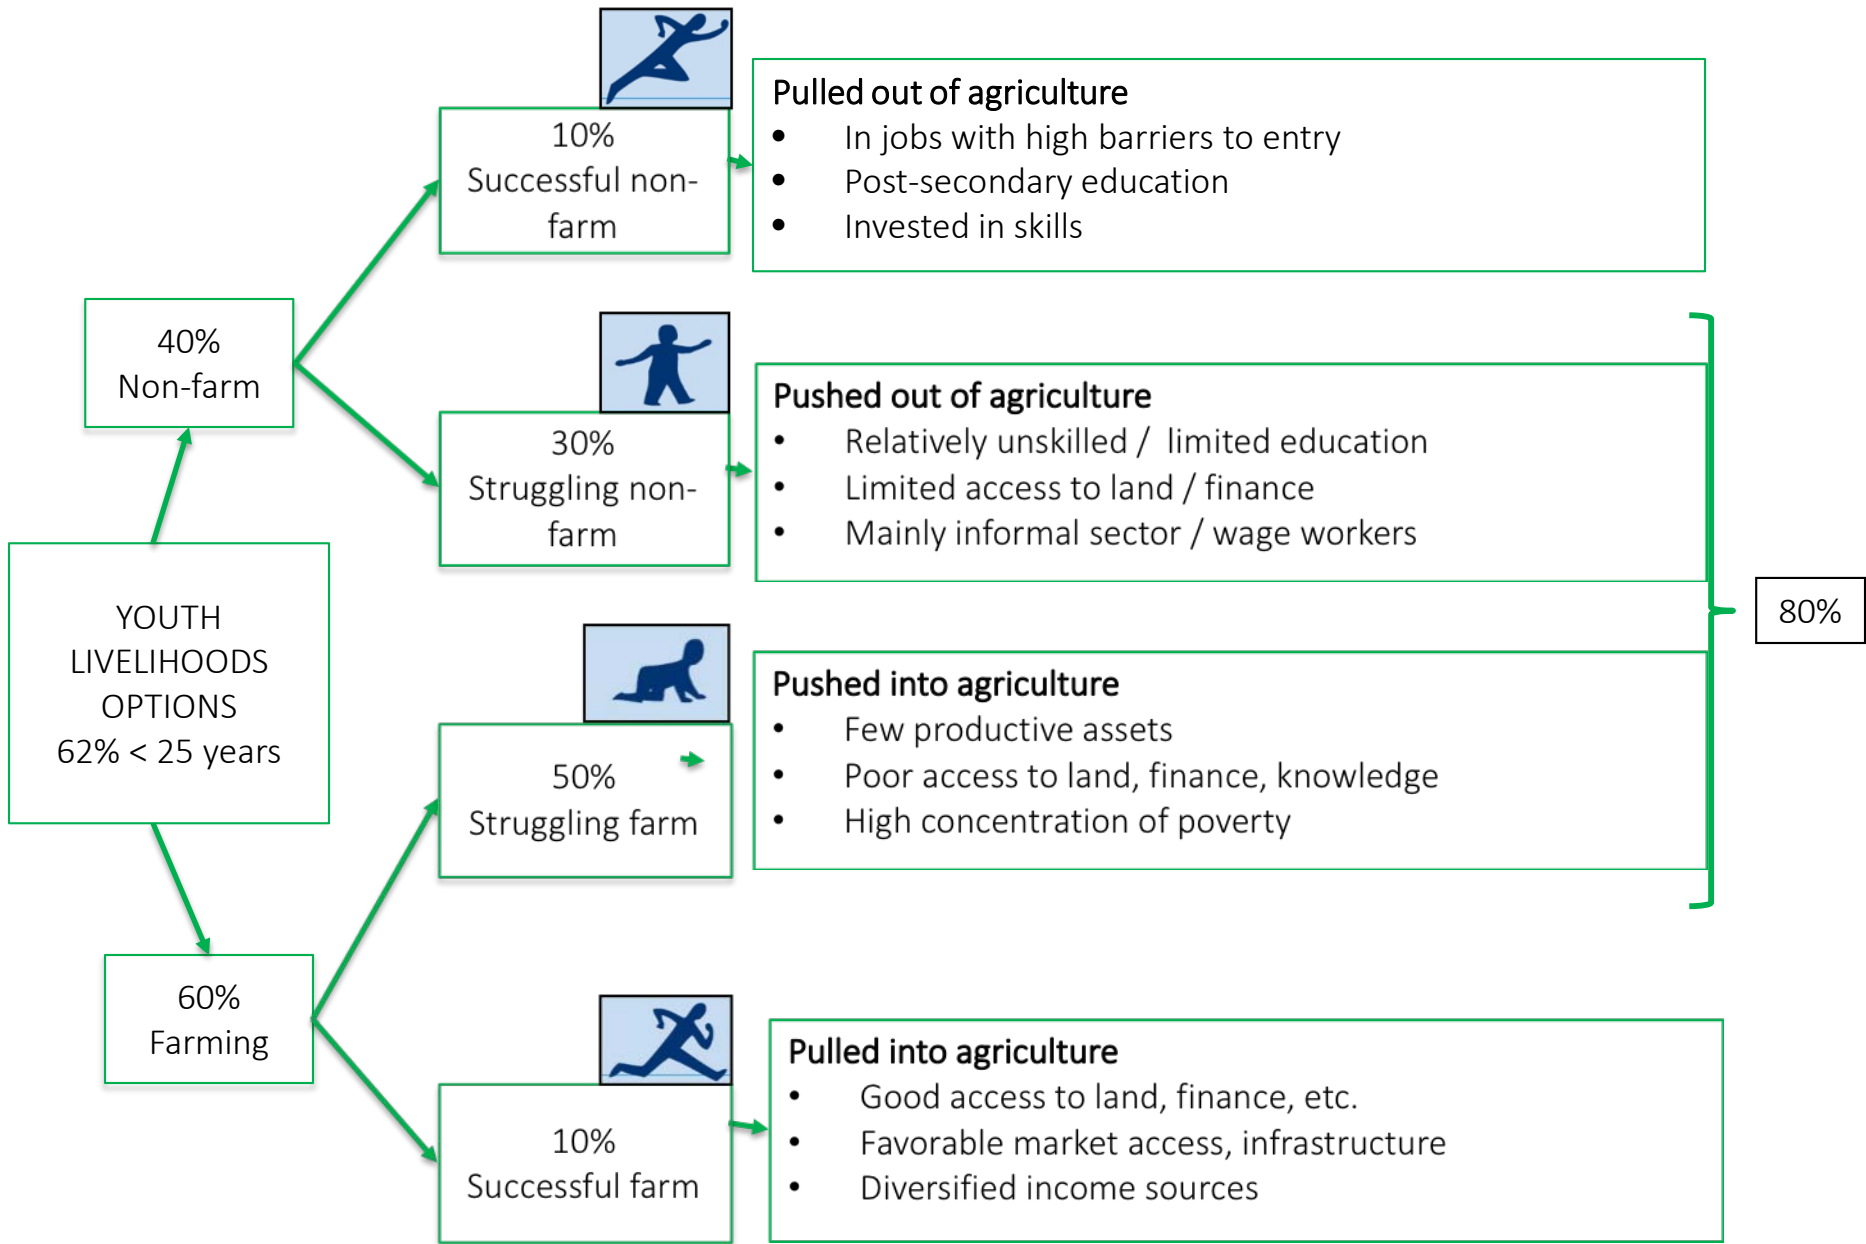 10%
Successful non-
farm
Pulled out of agriculture
• In jobs with high barriers to entry
• Post-secondary education
• Invested in skills
40%
Non-farm
30%
Struggling non-
farm
Pushed out of agriculture
• Relatively unskilled / limited education
• Limited access to land / finance
• Mainly informal sector / wage workers
YOUTH
LIVELIHOODS
OPTIONS
62% < 25 years
80%
50%
Struggling farm
Pushed into agriculture
• Few productive assets
• Poor access to land, finance, knowledge
• High concentration of poverty
60%
Farming
10%
Successful farm
Pulled into agriculture
• Good access to land, finance, etc.
• Favorable market access, infrastructure
• Diversified income sources